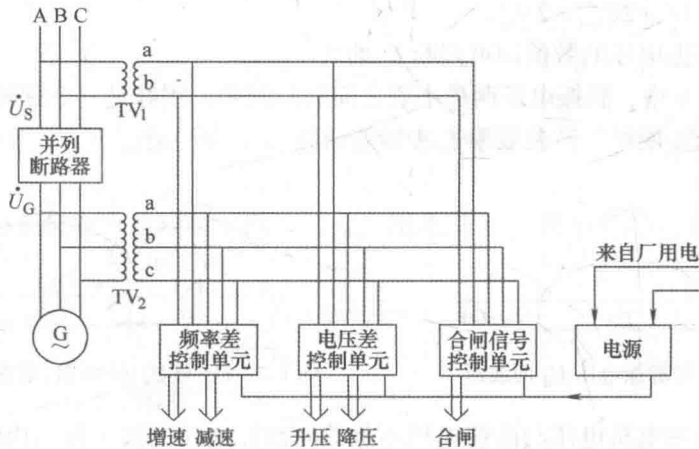 A B C
a
b
TV₁
U̇S
并列
断路器
U̇G
a
b
c
TV₂
来自厂用电
G
~
频率差
控制单元
电压差
控制单元
合闸信号
控制单元
电源
增速 减速 升压 降压 合闸